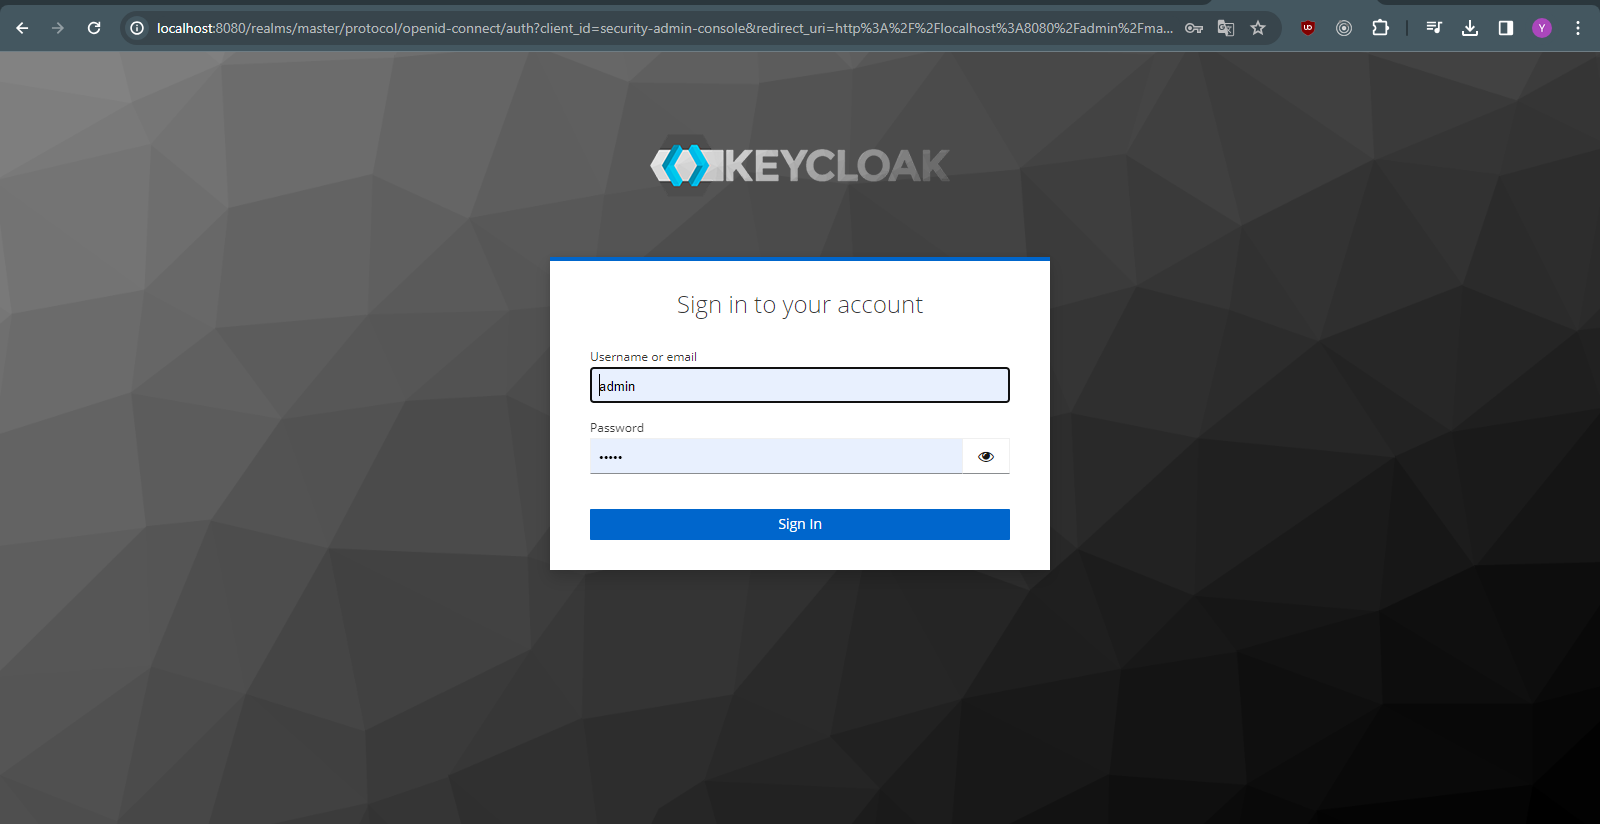 localhost:8080/realms/master/protocol/openid-connect/auth?client_id=security-admin-console&redirect_uri=http%3A%2F%2Flocalhost%3A8080%2Fadmin%2Fma...
UD
Y
KEYCLOAK
Sign in to your account
Username or email
admin
Password
•••••
Sign In